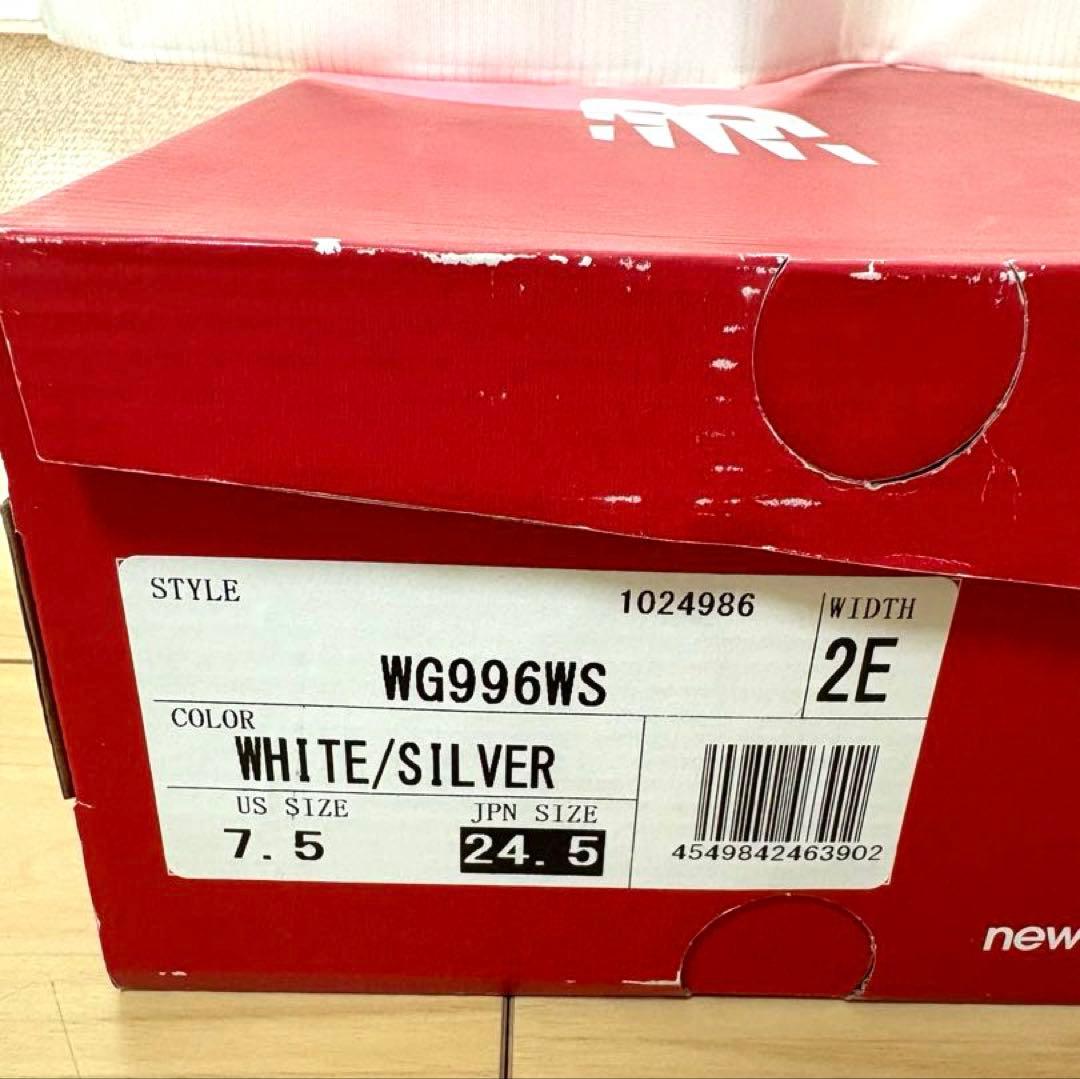 STYLE 1024986 WIDTH
WG996WS 2E
COLOR
WHITE/SILVER
US SIZE JPN SIZE
7.5 24.5
4549842463902
new